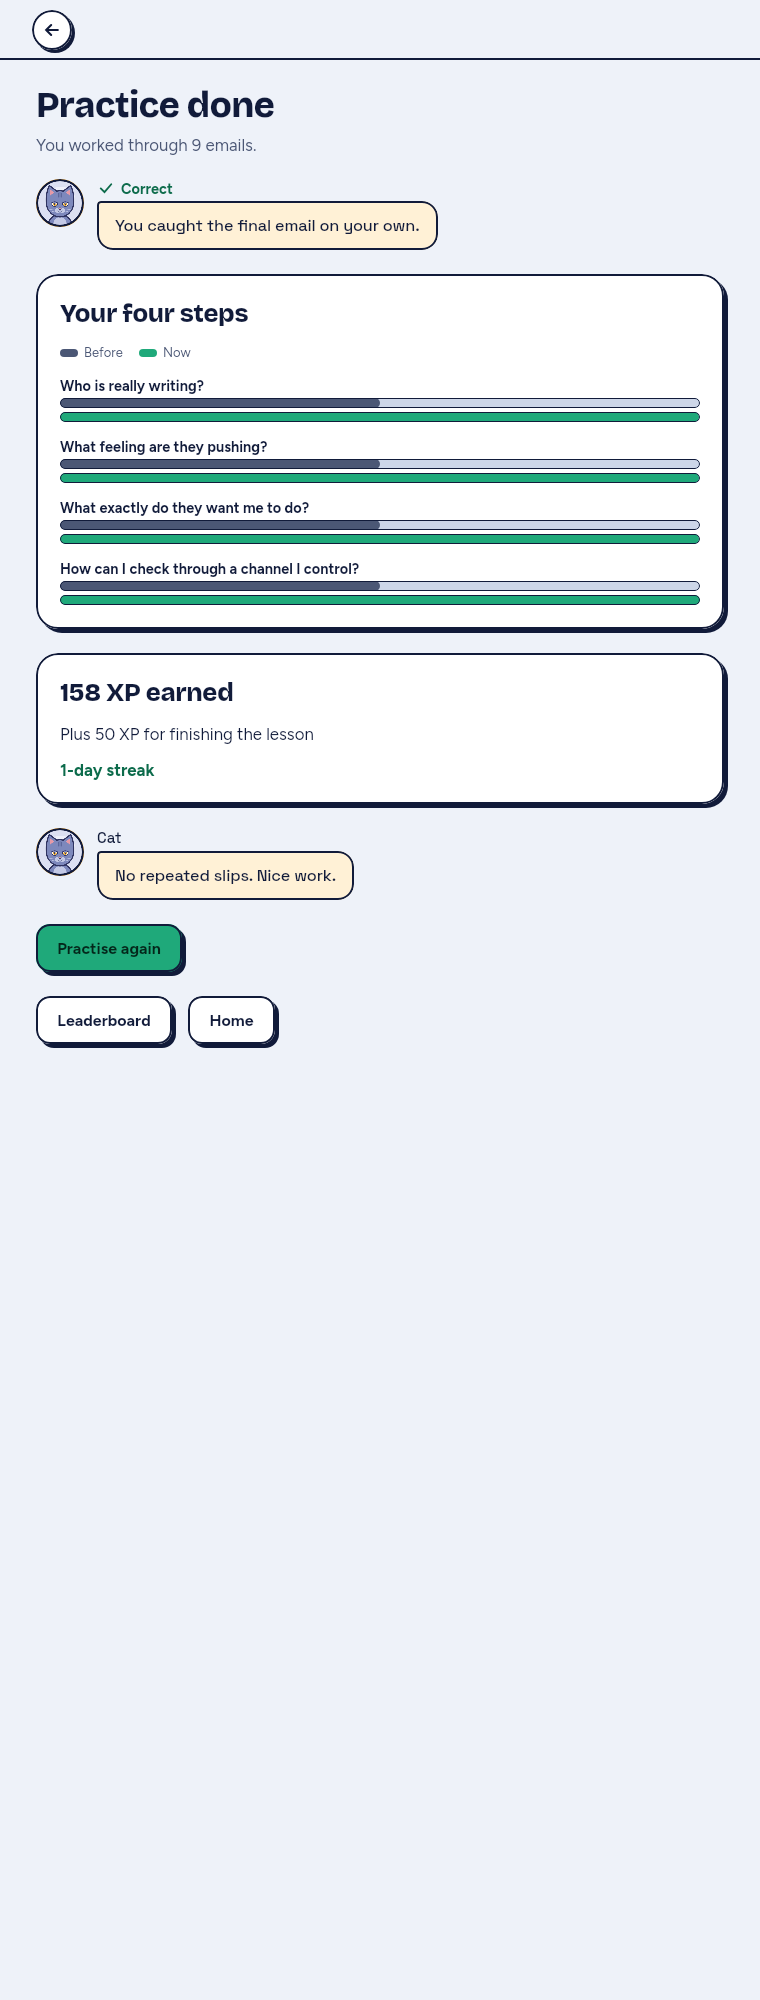 Practice done
You worked through 9 emails.
Correct
You caught the final email on your own.
Your four steps
Before Now
Who is really writing?
What feeling are they pushing?
What exactly do they want me to do?
How can I check through a channel I control?
158 XP earned
Plus 50 XP for finishing the lesson
1-day streak
Cat
No repeated slips. Nice work.
Practise again
Leaderboard Home